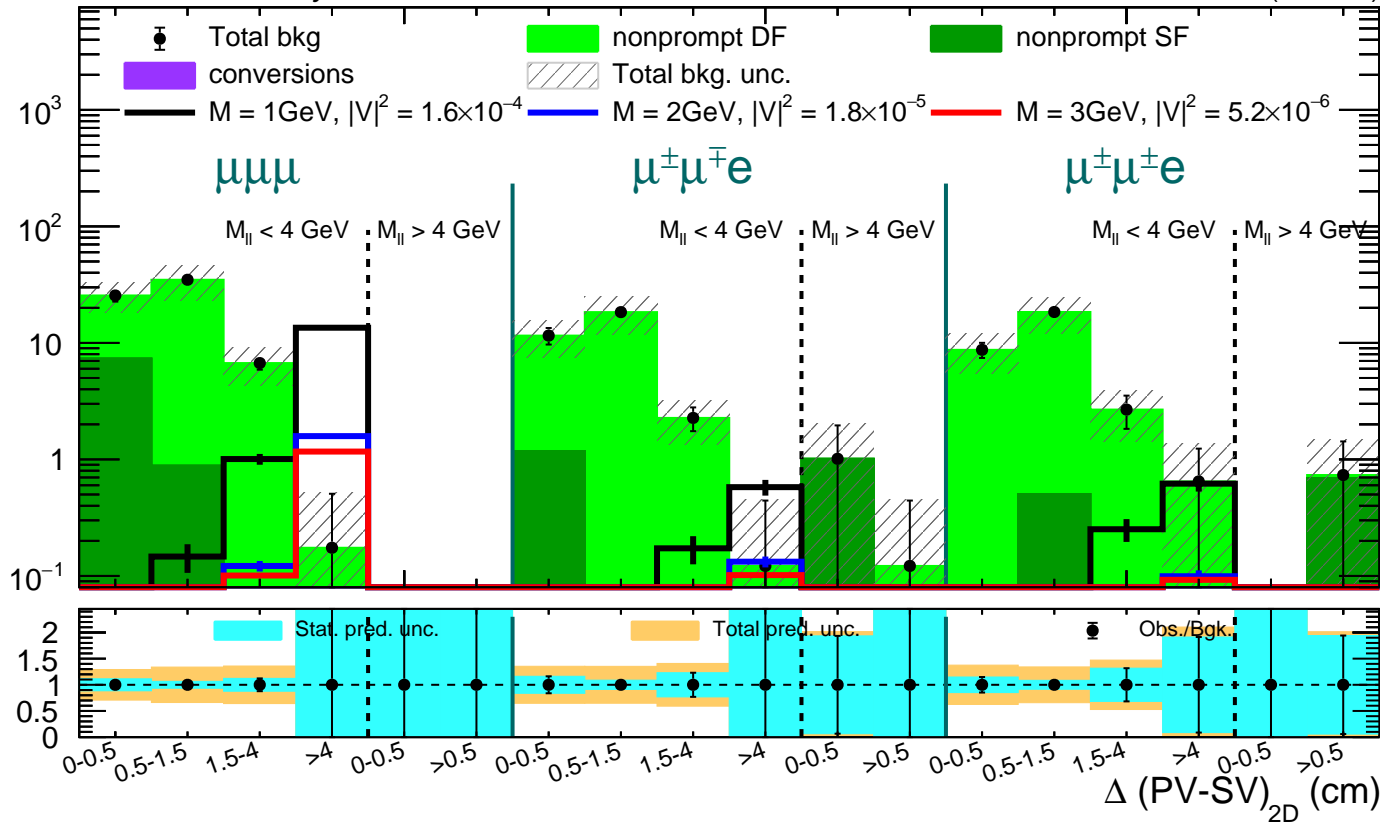 Total bkg nonprompt DF nonprompt SF
conversions Total bkg. unc.
M = 1GeV, |V|² = 1.6×10⁻⁴ M = 2GeV, |V|² = 1.8×10⁻⁵ M = 3GeV, |V|² = 5.2×10⁻⁶
10³
μμμ μ±μ∓e μ±μ±e
10²
M_ll < 4 GeV M_ll > 4 GeV M_ll < 4 GeV M_ll > 4 GeV M_ll < 4 GeV M_ll > 4 GeV
10
1
10⁻¹
Stat. pred. unc. Total pred. unc. Obs./Bgk.
2
1.5
1
0.5
0
0-0.5 0.5-1.5 1.5-4 >4 0-0.5 >0.5 0-0.5 0.5-1.5 1.5-4 >4 0-0.5 >0.5 0-0.5 0.5-1.5 1.5-4 >4 0-0.5 >0.5
Δ (PV-SV)_2D (cm)